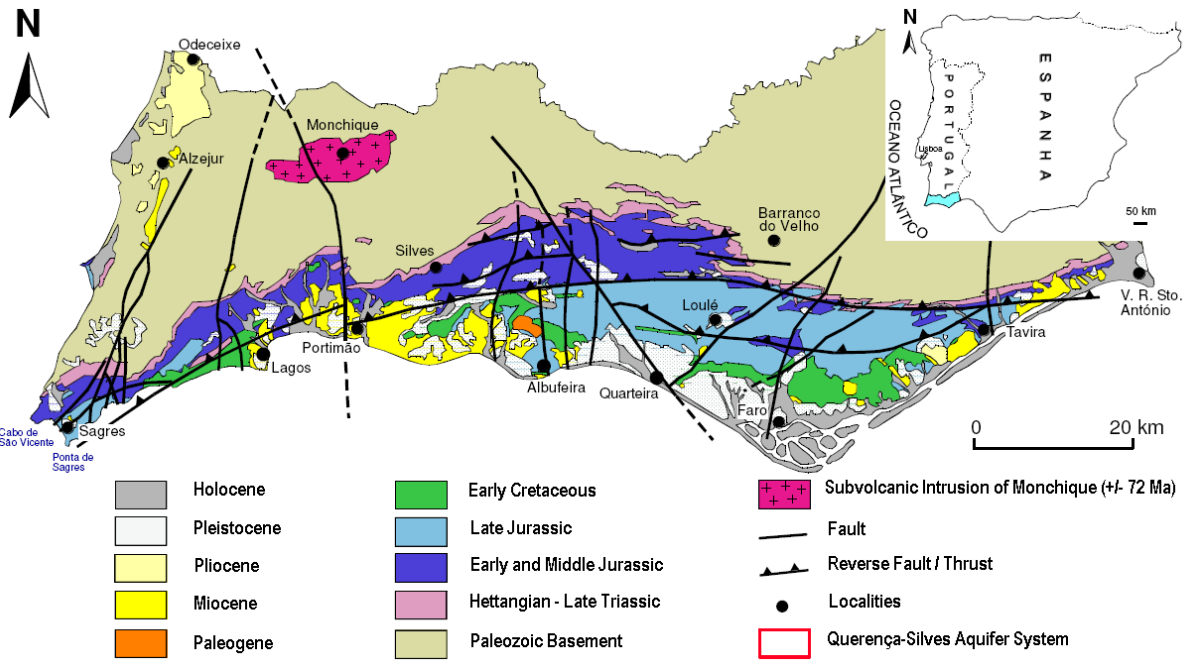 N
Odeceixe
Monchique
Alzejur
Silves
Barranco
do Velho
Loulé
Tavira
V. R. Sto.
António
Portimão
Lagos
Albufeira
Quarteira
Faro
Sagres
Cabo de
São Vicente
Ponta de
Sagres
N
OCEANO ATLÂNTICO
PORTUGAL
Lisboa
ESPANHA
50 km
0 20 km
Holocene
Pleistocene
Pliocene
Miocene
Paleogene
Early Cretaceous
Late Jurassic
Early and Middle Jurassic
Hettangian - Late Triassic
Paleozoic Basement
Subvolcanic Intrusion of Monchique (+/- 72 Ma)
Fault
Reverse Fault / Thrust
Localities
Querença-Silves Aquifer System